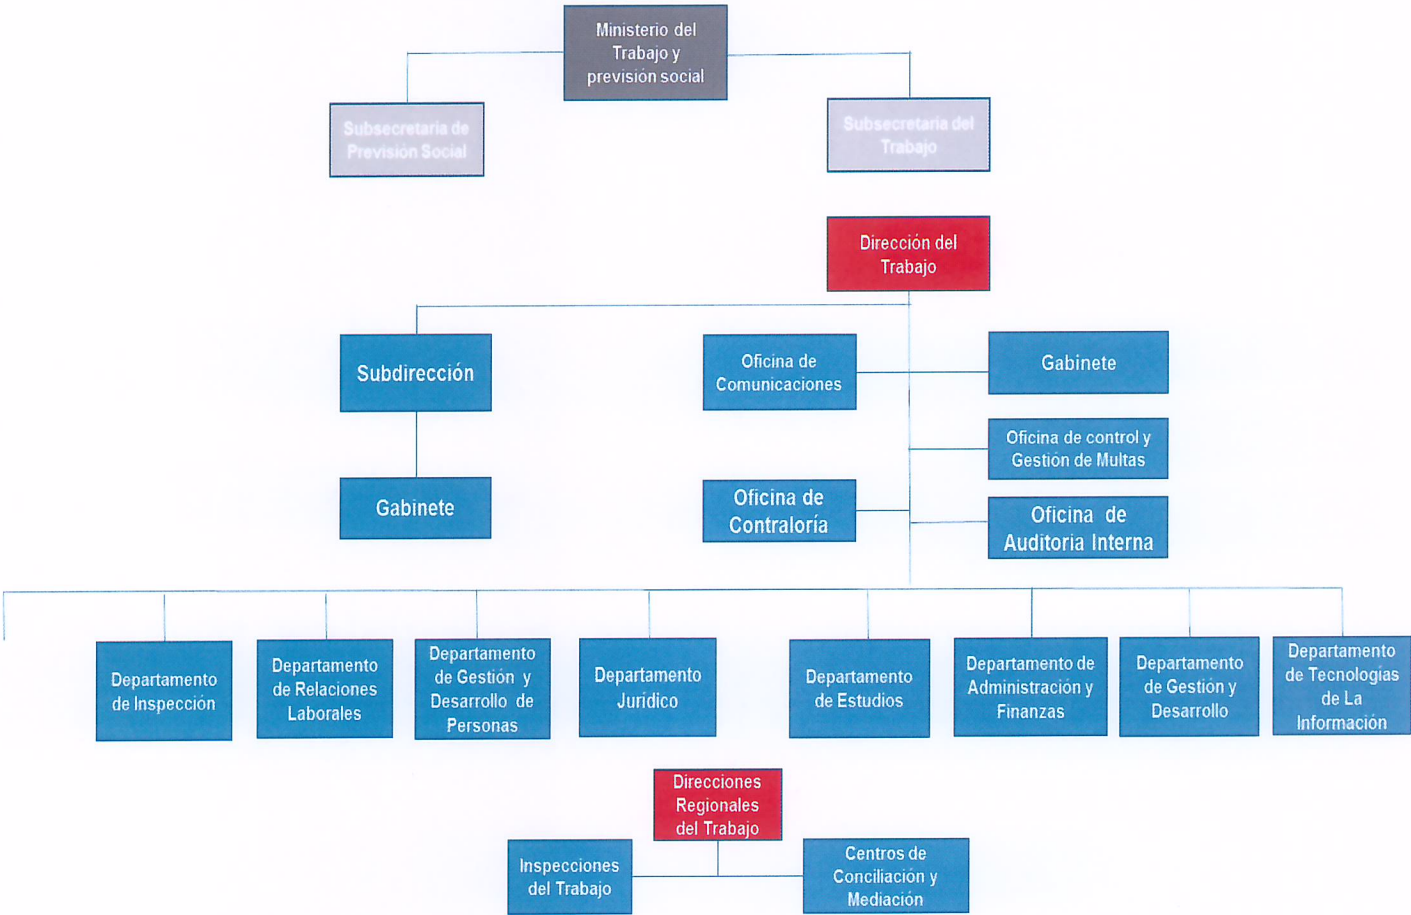 Ministerio del
Trabajo y
previsión social
Subsecretaria de
Previsión Social
Subsecretaria del
Trabajo
Dirección del
Trabajo
Subdirección
Oficina de
Comunicaciones
Gabinete
Oficina de control y
Gestión de Multas
Gabinete
Oficina de
Contraloría
Oficina de
Auditoria Interna
Departamento
de Inspección
Departamento
de Relaciones
Laborales
Departamento
de Gestión y
Desarrollo de
Personas
Departamento
Jurídico
Departamento
de Estudios
Departamento de
Administración y
Finanzas
Departamento
de Gestión y
Desarrollo
Departamento
de Tecnologías
de La
Información
Direcciones
Regionales
del Trabajo
Inspecciones
del Trabajo
Centros de
Conciliación y
Mediación